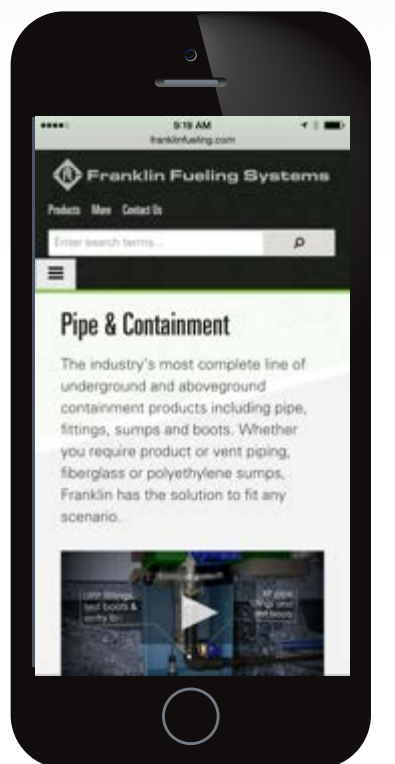 9:19 AM
franklinfueling.com
Franklin Fueling Systems
Products More Contact Us
Enter search terms...
Pipe & Containment
The industry's most complete line of
underground and aboveground
containment products including pipe,
fittings, sumps and boots. Whether
you require product or vent piping,
fiberglass or polyethylene sumps,
Franklin has the solution to fit any
scenario.
test boots &